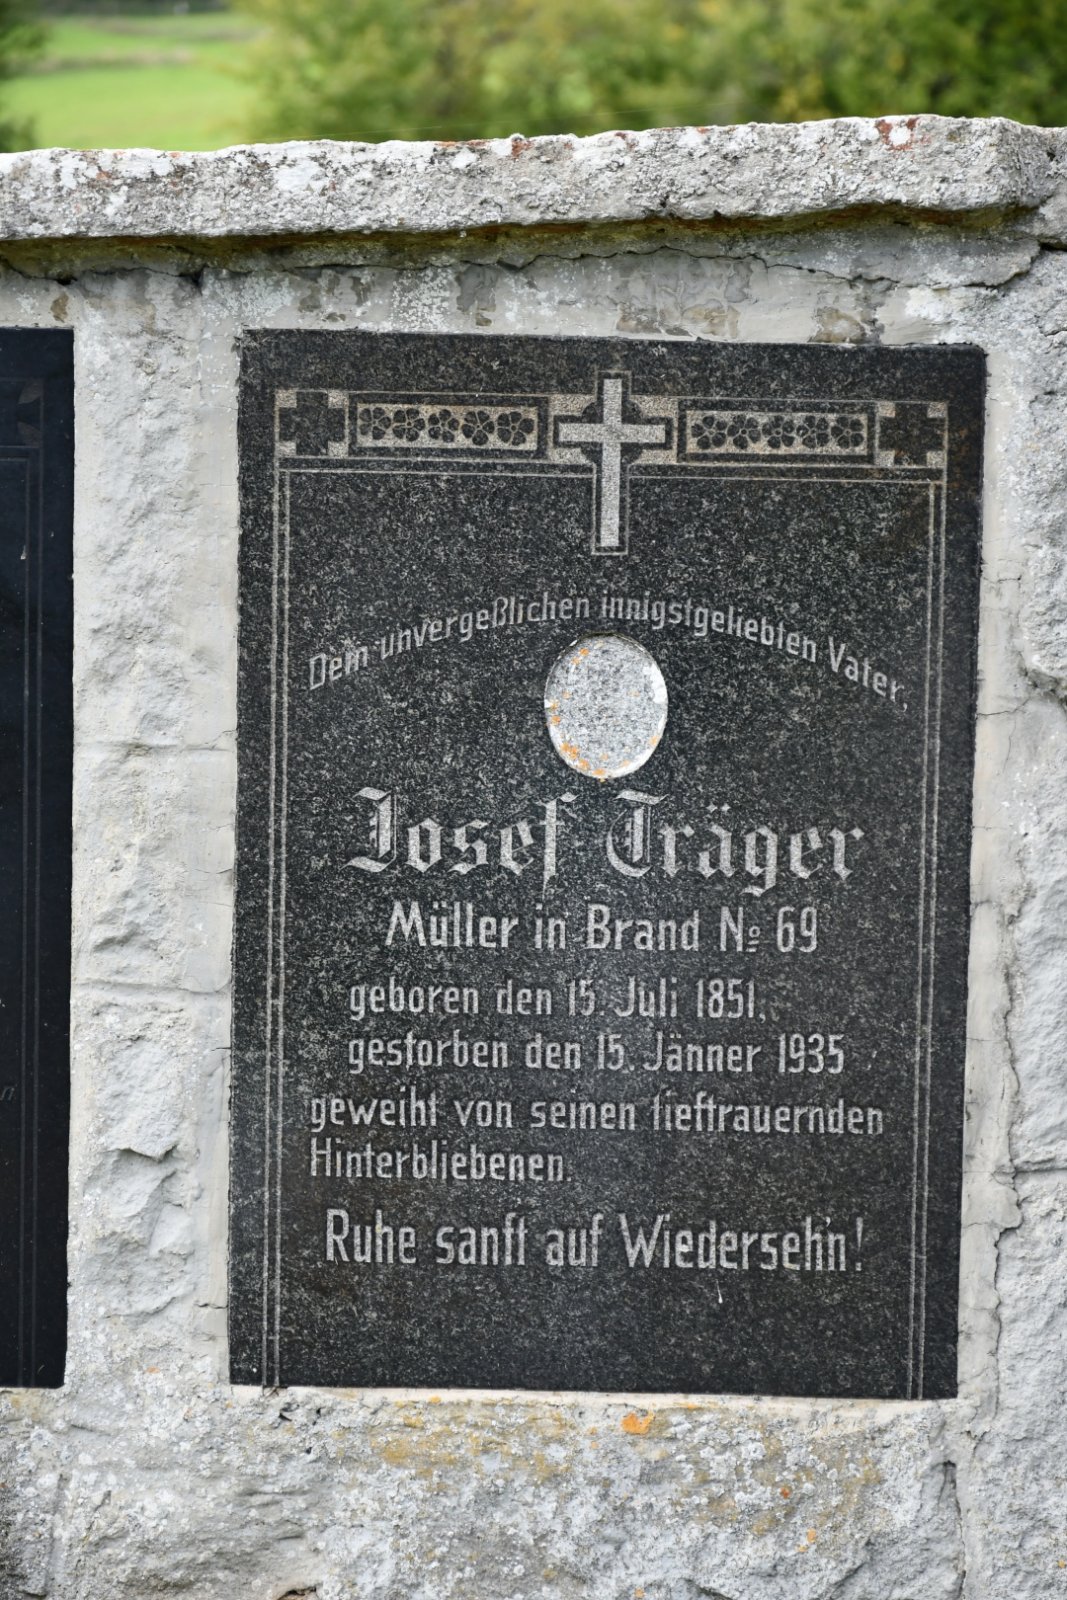 Dem unvergeßlichen innigstgeliebten Vater,
Josef Träger
Müller in Brand № 69
geboren den 15. Juli 1851,
gestorben den 15. Jänner 1935
geweiht von seinen tieftrauernden
Hinterbliebenen.
Ruhe sanft auf Wiederseh'n!